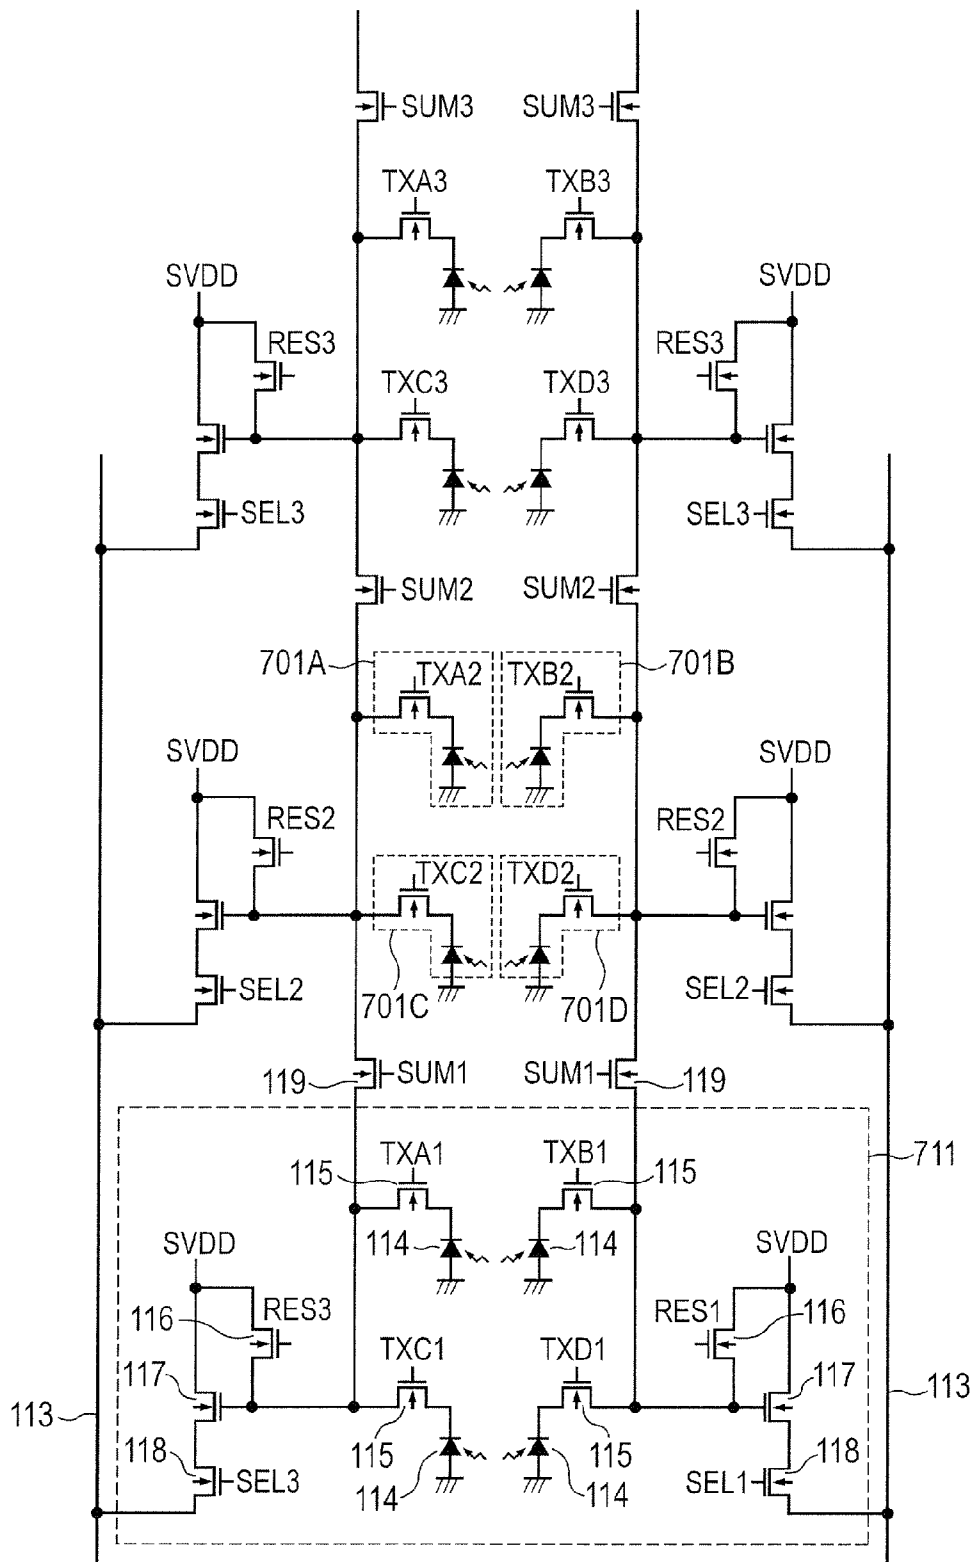 SUM3 SUM3
TXA3 TXB3
SVDD SVDD
RES3 RES3
TXC3 TXD3
SEL3 SEL3
SUM2 SUM2
701A 701B
TXA2 TXB2
SVDD SVDD
RES2 RES2
TXC2 TXD2
SEL2 SEL2
701C 701D
119 SUM1 SUM1 119
711
TXA1 TXB1
115 115
SVDD 114 114 SVDD
116 RES3 RES1 116
TXC1 TXD1
117 117
113 113
118 115 115 118
SEL3 SEL1
114 114